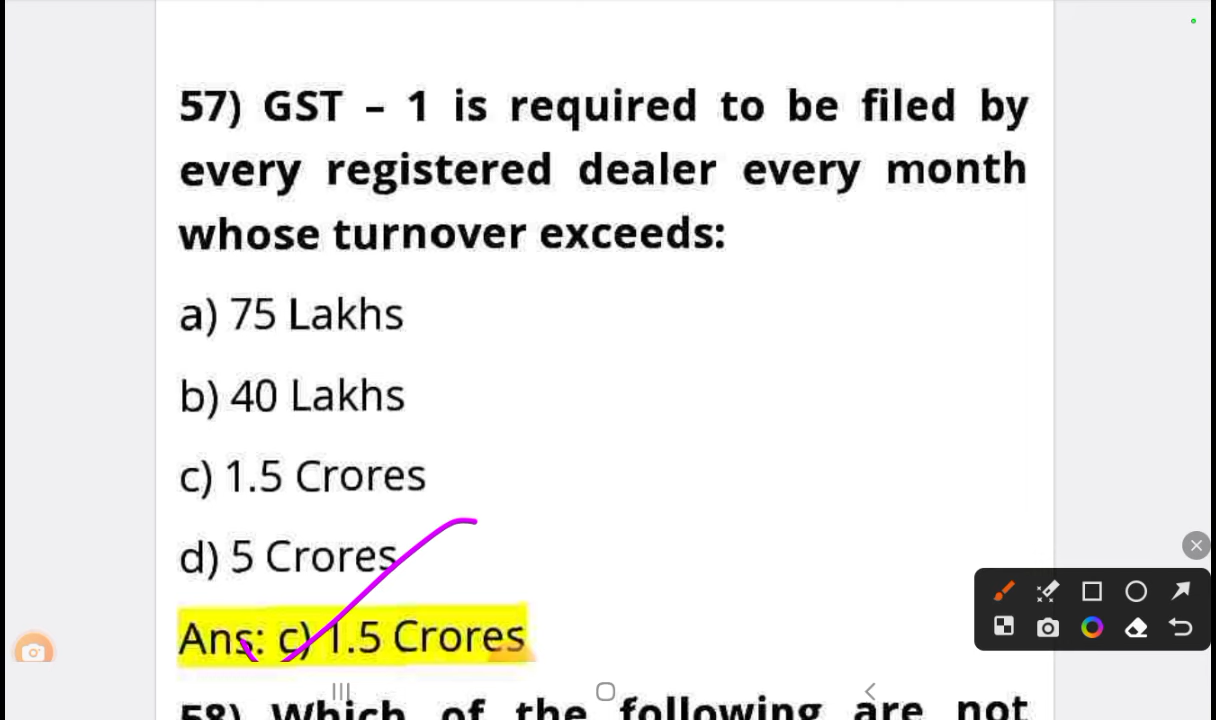 57) GST – 1 is required to be filed by
every registered dealer every month
whose turnover exceeds:
a) 75 Lakhs
b) 40 Lakhs
c) 1.5 Crores
d) 5 Crores
Ans: c) 1.5 Crores
58) Which of the following are not